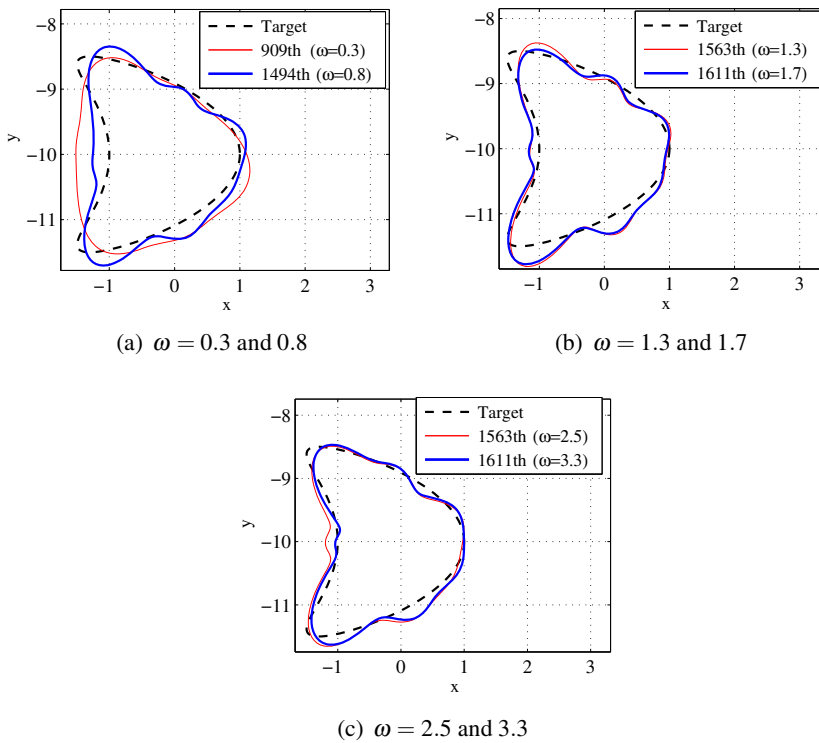 Target
909th (ω=0.3)
1494th (ω=0.8)
−8
−9
−10
−11
y
−1 0 1 2 3
x
(a) ω = 0.3 and 0.8
Target
1563th (ω=1.3)
1611th (ω=1.7)
−8
−9
−10
−11
y
−1 0 1 2 3
x
(b) ω = 1.3 and 1.7
Target
1563th (ω=2.5)
1611th (ω=3.3)
−8
−9
−10
−11
y
−1 0 1 2 3
x
(c) ω = 2.5 and 3.3